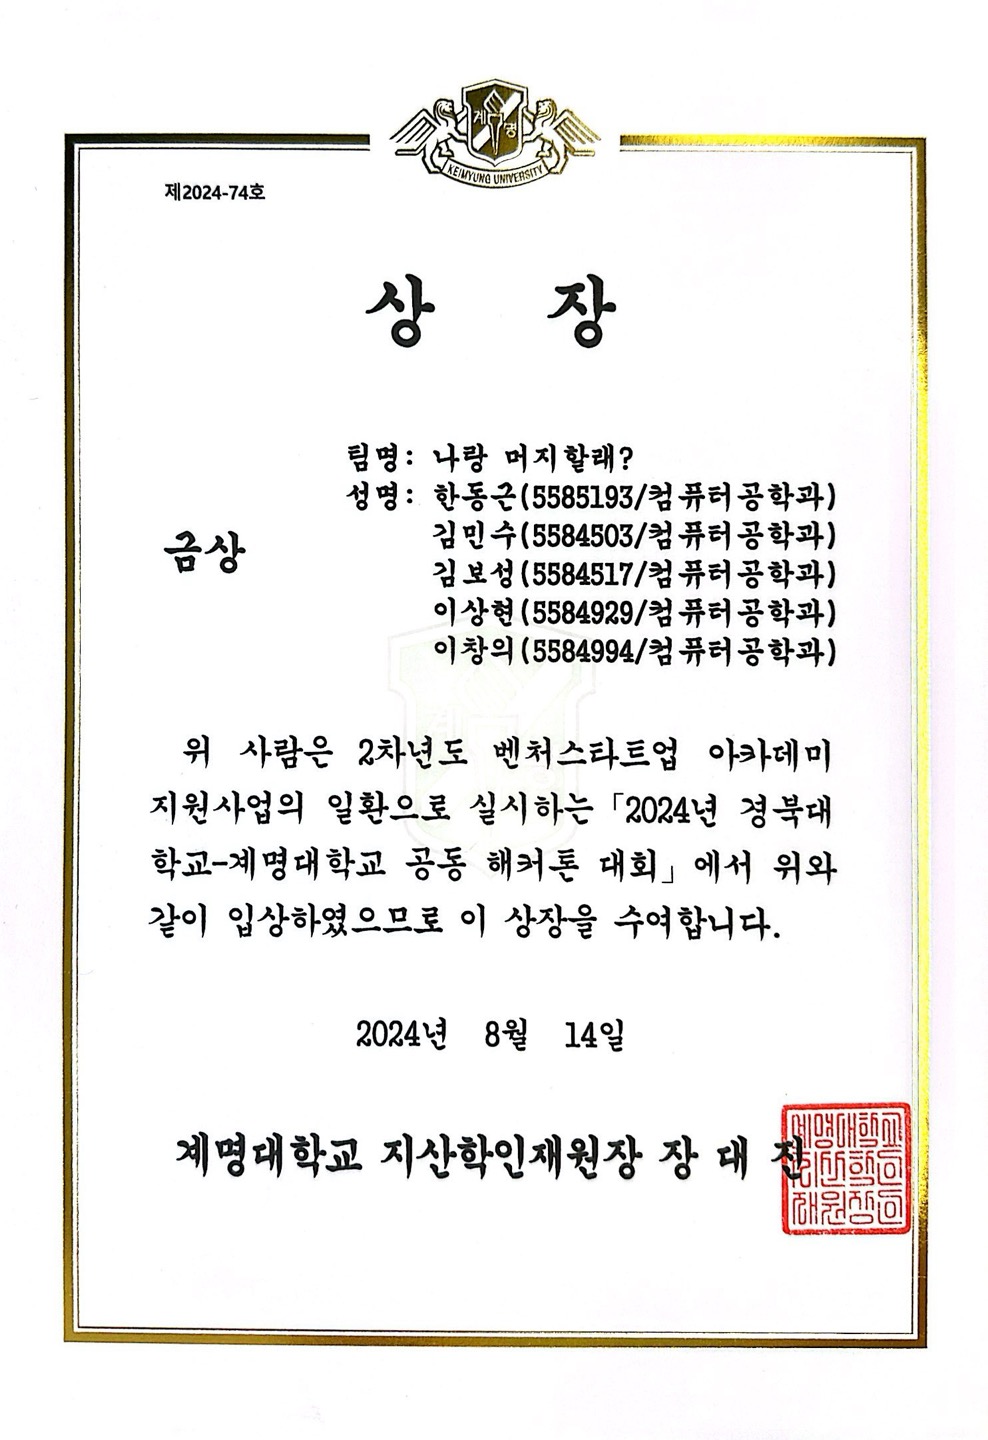 계명
KEIMYUNG UNIVERSITY
제2024-74호
상 장
팀명: 나랑 머지할래?
성명: 한동근(5585193/컴퓨터공학과)
김민수(5584503/컴퓨터공학과)
금상
김보성(5584517/컴퓨터공학과)
이상현(5584929/컴퓨터공학과)
이창의(5584994/컴퓨터공학과)
위 사람은 2차년도 벤처스타트업 아카데미
지원사업의 일환으로 실시하는 「2024년 경북대
학교-계명대학교 공동 해커톤 대회」에서 위와
같이 입상하였으므로 이 상장을 수여합니다.
2024년 8월 14일
계명대학교 지산학인재원장 장 대 진
계명대학교
지산학인
재원장인